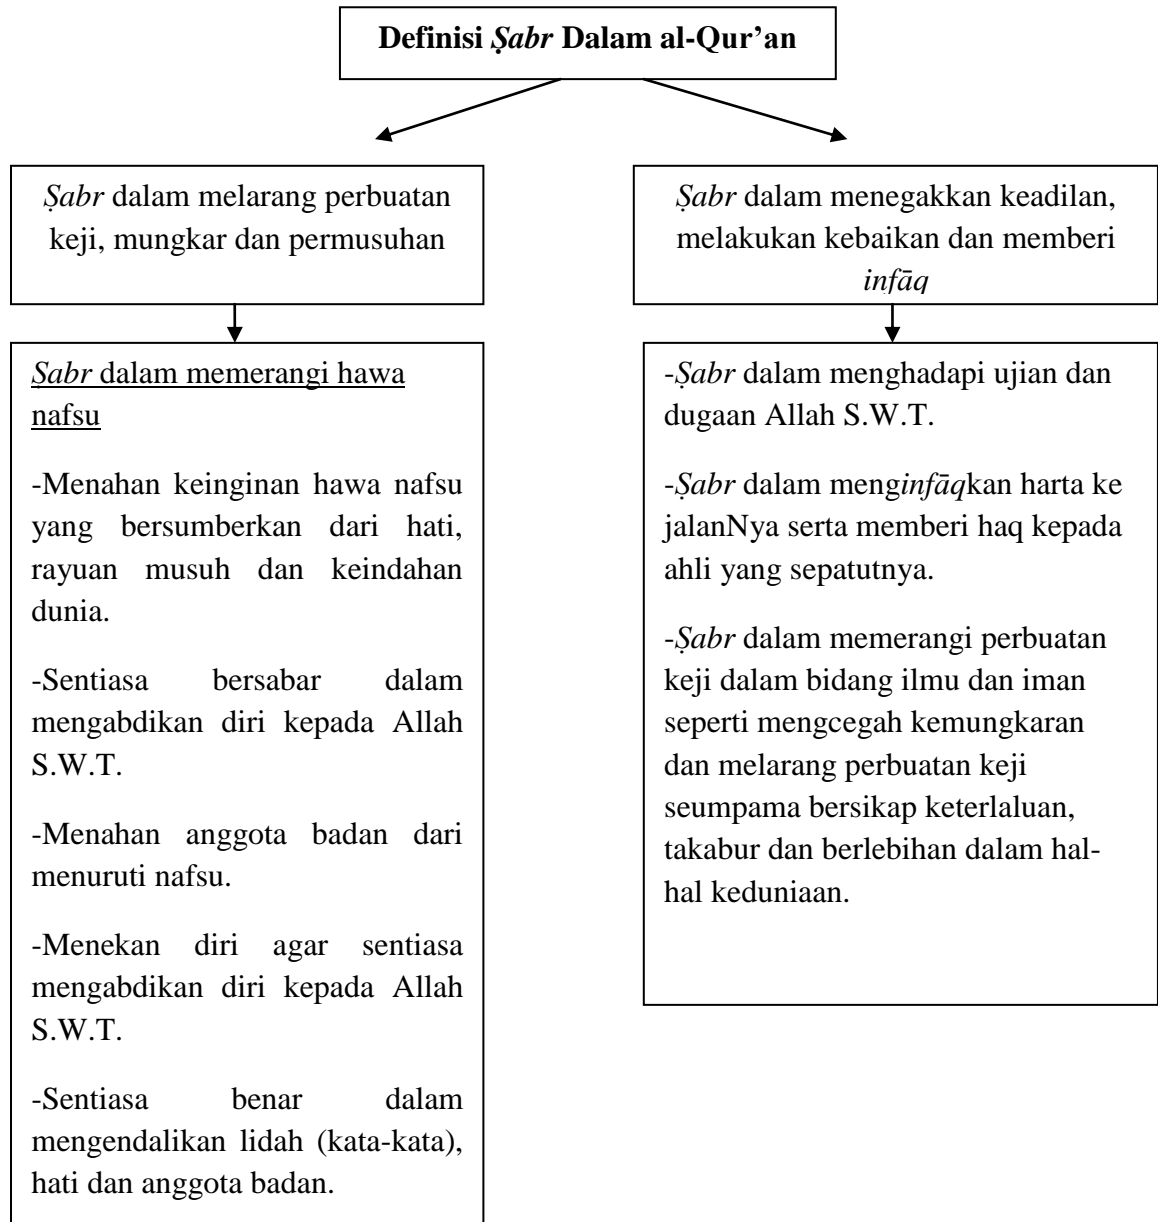 Definisi Ṣabr Dalam al-Qur’an
Ṣabr dalam melarang perbuatan
keji, mungkar dan permusuhan
Ṣabr dalam menegakkan keadilan,
melakukan kebaikan dan memberi
infāq
Ṣabr dalam memerangi hawa
nafsu
-Menahan keinginan hawa nafsu
yang bersumberkan dari hati,
rayuan musuh dan keindahan
dunia.
-Sentiasa bersabar dalam
mengabdikan diri kepada Allah
S.W.T.
-Menahan anggota badan dari
menuruti nafsu.
-Menekan diri agar sentiasa
mengabdikan diri kepada Allah
S.W.T.
-Sentiasa benar dalam
mengendalikan lidah (kata-kata),
hati dan anggota badan.
-Ṣabr dalam menghadapi ujian dan
dugaan Allah S.W.T.
-Ṣabr dalam menginfāqkan harta ke
jalanNya serta memberi haq kepada
ahli yang sepatutnya.
-Ṣabr dalam memerangi perbuatan
keji dalam bidang ilmu dan iman
seperti mengcegah kemungkaran
dan melarang perbuatan keji
seumpama bersikap keterlaluan,
takabur dan berlebihan dalam hal-
hal keduniaan.